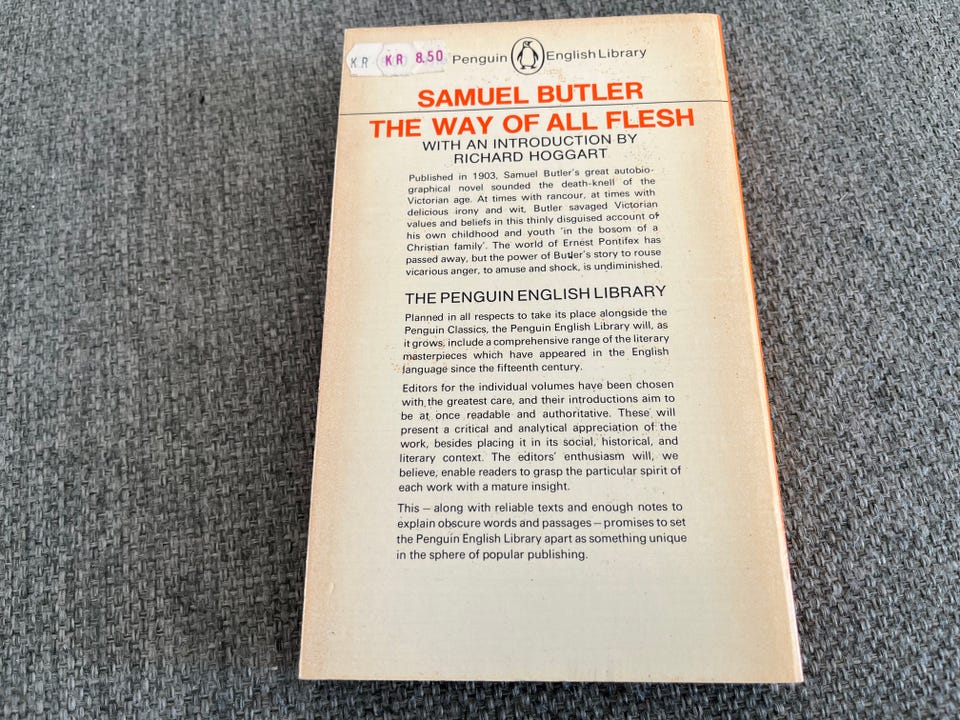 KR KR 8.50
Penguin English Library
SAMUEL BUTLER
THE WAY OF ALL FLESH
WITH AN INTRODUCTION BY
RICHARD HOGGART
Published in 1903, Samuel Butler's great autobio-
graphical novel sounded the death-knell of the
Victorian age. At times with rancour, at times with
delicious irony and wit, Butler savaged Victorian
values and beliefs in this thinly disguised account of
his own childhood and youth 'in the bosom of a
Christian family'. The world of Ernest Pontifex has
passed away, but the power of Butler's story to rouse
vicarious anger, to amuse and shock, is undiminished.
THE PENGUIN ENGLISH LIBRARY
Planned in all respects to take its place alongside the
Penguin Classics, the Penguin English Library will, as
it grows, include a comprehensive range of the literary
masterpieces which have appeared in the English
language since the fifteenth century.
Editors for the individual volumes have been chosen
with the greatest care, and their introductions aim to
be at once readable and authoritative. These will
present a critical and analytical appreciation of the
work, besides placing it in its social, historical, and
literary context. The editors' enthusiasm will, we
believe, enable readers to grasp the particular spirit of
each work with a mature insight.
This – along with reliable texts and enough notes to
explain obscure words and passages – promises to set
the Penguin English Library apart as something unique
in the sphere of popular publishing.